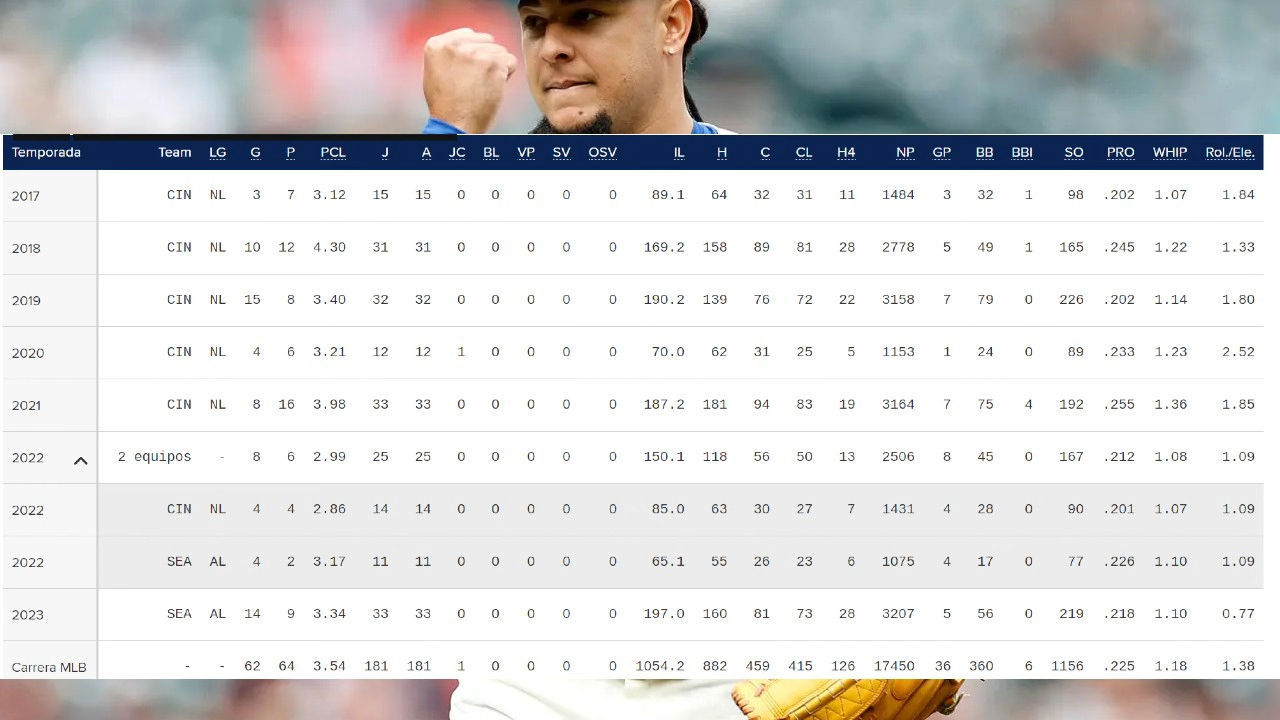 Temporada Team LG G P PCL J A JC BL VP SV OSV IL H C CL H4 NP GP BB BBI SO PRO WHIP Rol./Ele.
2017 CIN NL 3 7 3.12 15 15 0 0 0 0 0 89.1 64 32 31 11 1484 3 32 1 98 .202 1.07 1.84
2018 CIN NL 10 12 4.30 31 31 0 0 0 0 0 169.2 158 89 81 28 2778 5 49 1 165 .245 1.22 1.33
2019 CIN NL 15 8 3.40 32 32 0 0 0 0 0 190.2 139 76 72 22 3158 7 79 0 226 .202 1.14 1.80
2020 CIN NL 4 6 3.21 12 12 1 0 0 0 0 70.0 62 31 25 5 1153 1 24 0 89 .233 1.23 2.52
2021 CIN NL 8 16 3.98 33 33 0 0 0 0 0 187.2 181 94 83 19 3164 7 75 4 192 .255 1.36 1.85
2022 2 equipos - 8 6 2.99 25 25 0 0 0 0 0 150.1 118 56 50 13 2506 8 45 0 167 .212 1.08 1.09
2022 CIN NL 4 4 2.86 14 14 0 0 0 0 0 85.0 63 30 27 7 1431 4 28 0 90 .201 1.07 1.09
2022 SEA AL 4 2 3.17 11 11 0 0 0 0 0 65.1 55 26 23 6 1075 4 17 0 77 .226 1.10 1.09
2023 SEA AL 14 9 3.34 33 33 0 0 0 0 0 197.0 160 81 73 28 3207 5 56 0 219 .218 1.10 0.77
Carrera MLB - - 62 64 3.54 181 181 1 0 0 0 0 1054.2 882 459 415 126 17450 36 360 6 1156 .225 1.18 1.38